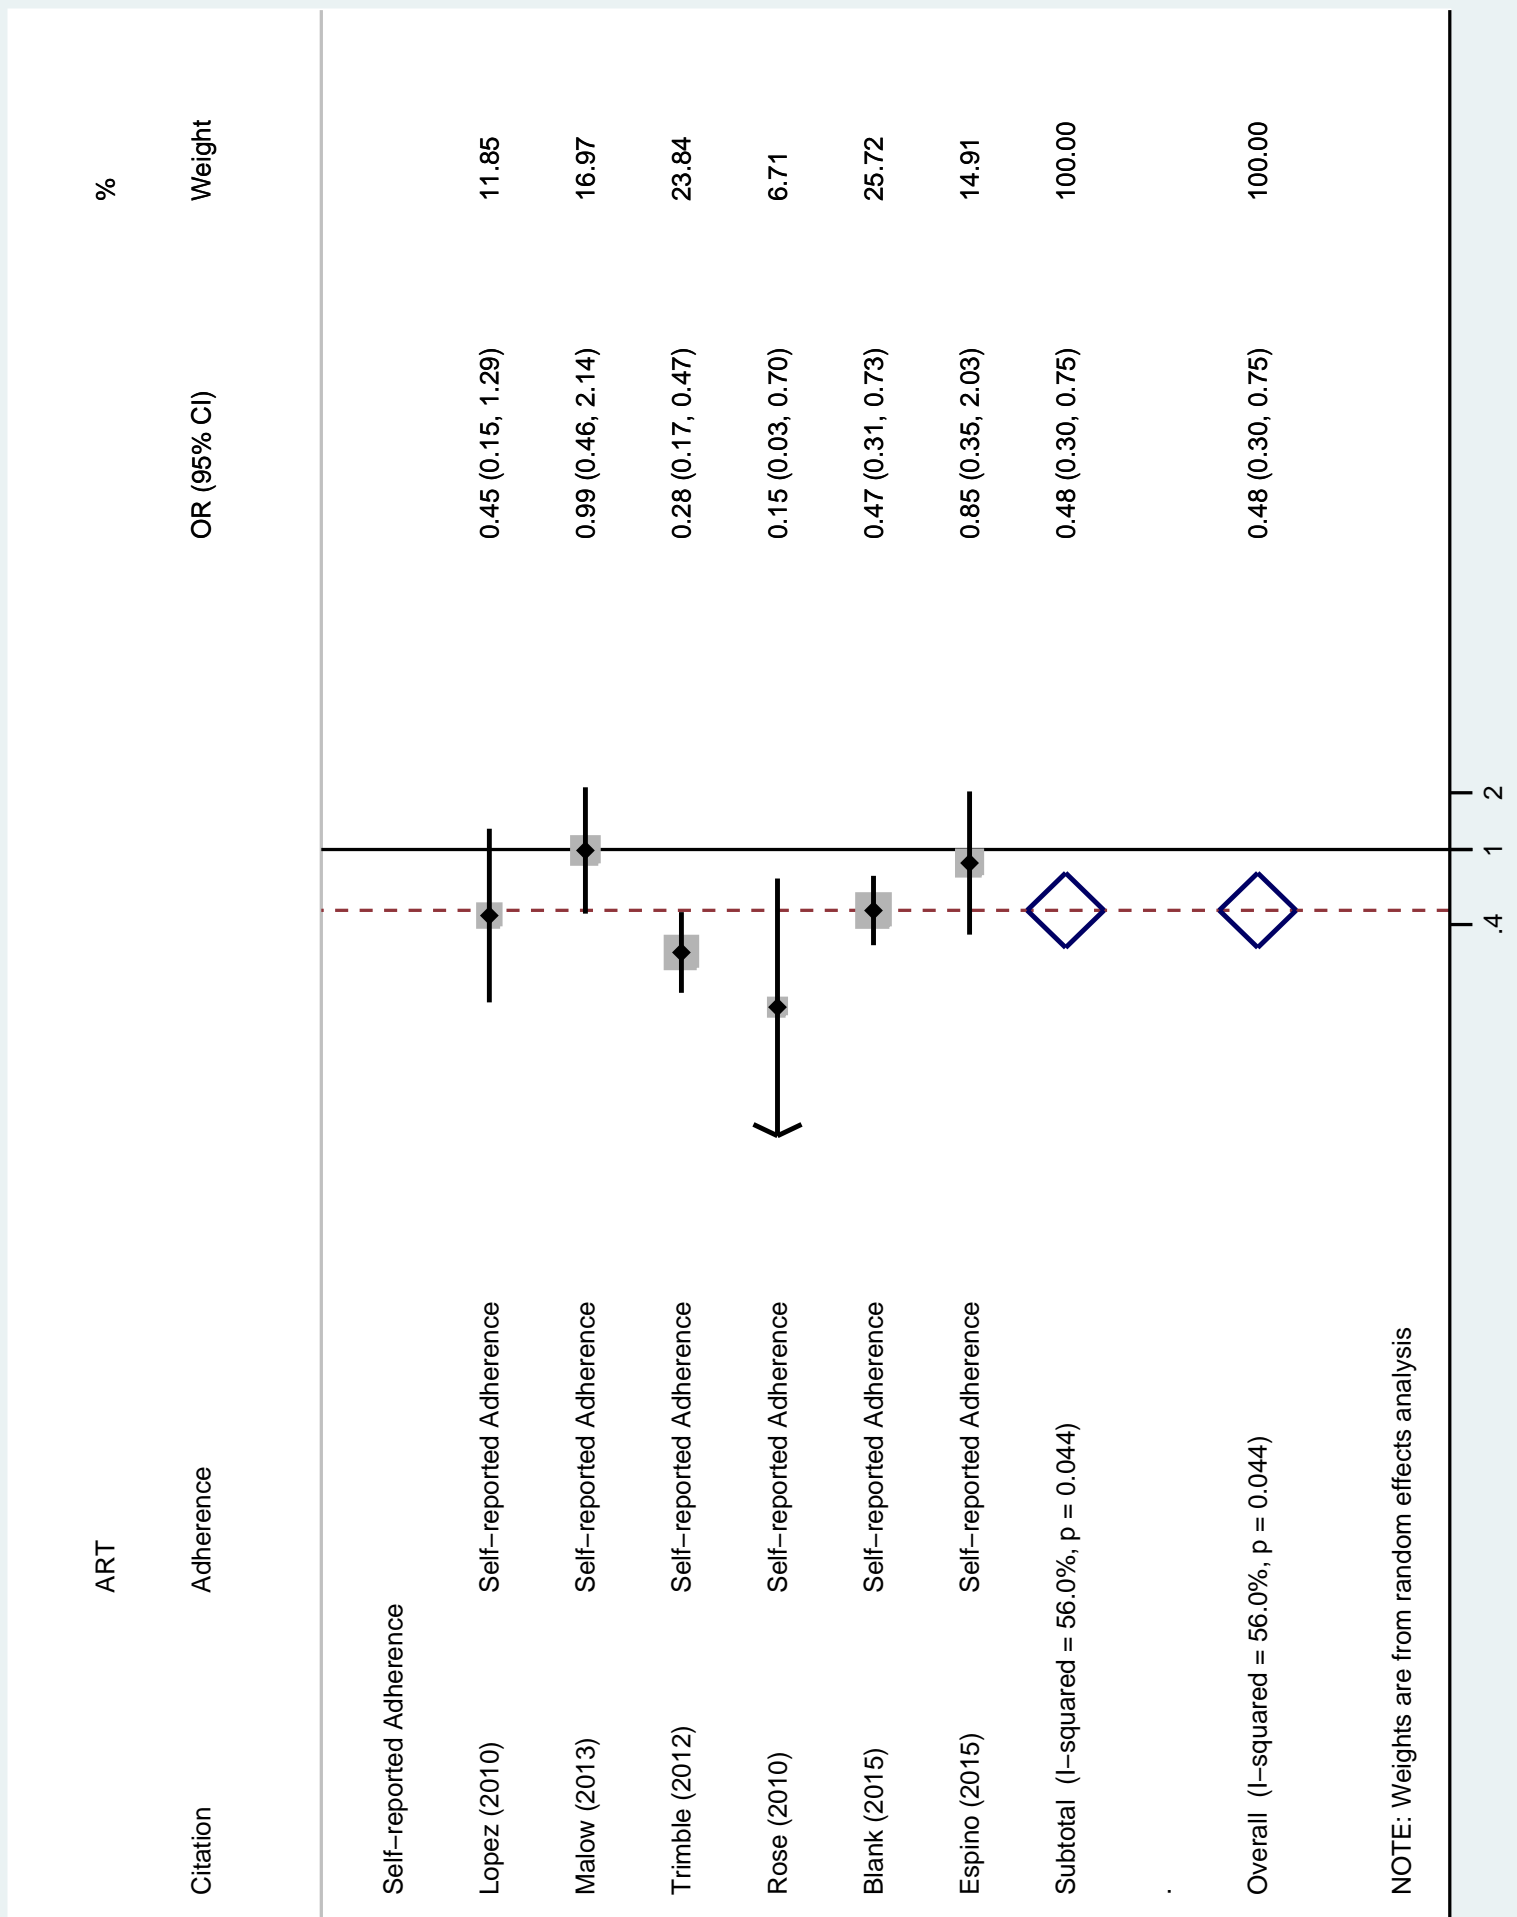 ART %
Citation Adherence OR (95% CI) Weight
Self−reported Adherence
Lopez (2010) Self−reported Adherence 0.45 (0.15, 1.29) 11.85
Malow (2013) Self−reported Adherence 0.99 (0.46, 2.14) 16.97
Trimble (2012) Self−reported Adherence 0.28 (0.17, 0.47) 23.84
Rose (2010) Self−reported Adherence 0.15 (0.03, 0.70) 6.71
Blank (2015) Self−reported Adherence 0.47 (0.31, 0.73) 25.72
Espino (2015) Self−reported Adherence 0.85 (0.35, 2.03) 14.91
Subtotal (I−squared = 56.0%, p = 0.044) 0.48 (0.30, 0.75) 100.00
.
Overall (I−squared = 56.0%, p = 0.044) 0.48 (0.30, 0.75) 100.00
NOTE: Weights are from random effects analysis
.4 1 2